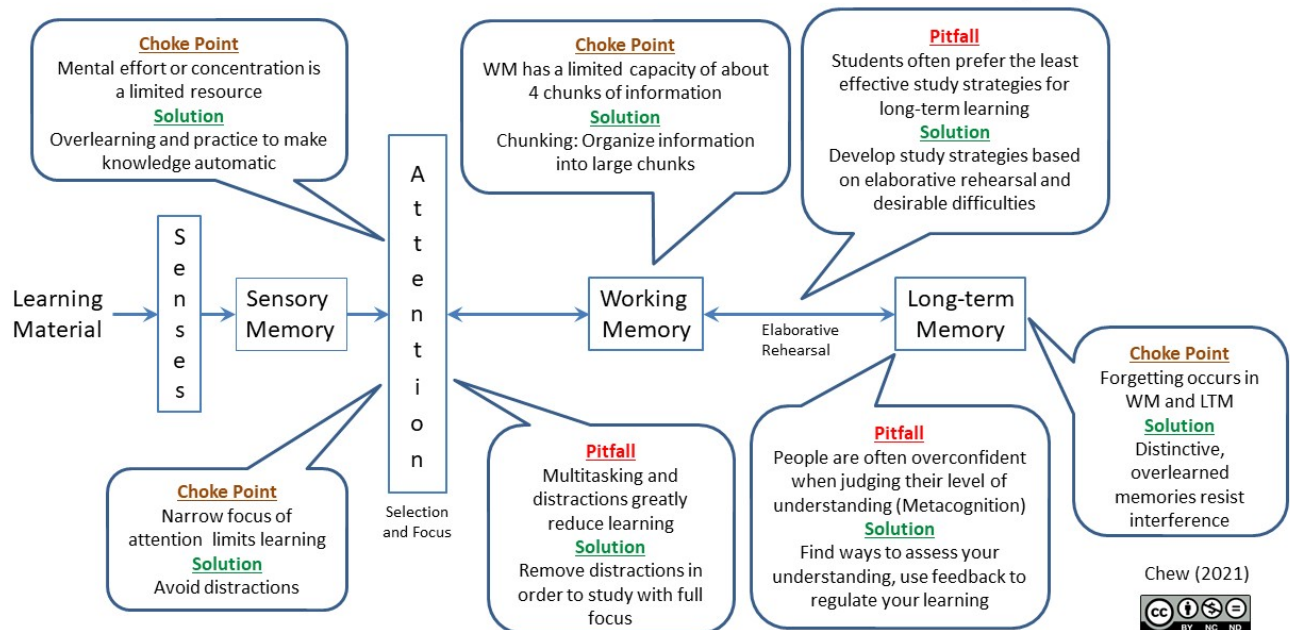 Choke Point
Mental effort or concentration is
a limited resource
Solution
Overlearning and practice to make
knowledge automatic
Choke Point
WM has a limited capacity of about
4 chunks of information
Solution
Chunking: Organize information
into large chunks
Pitfall
Students often prefer the least
effective study strategies for
long-term learning
Solution
Develop study strategies based
on elaborative rehearsal and
desirable difficulties
Learning
Material
Senses
Sensory
Memory
Attention
Selection
and Focus
Working
Memory
Elaborative
Rehearsal
Long-term
Memory
Choke Point
Narrow focus of
attention limits learning
Solution
Avoid distractions
Pitfall
Multitasking and
distractions greatly
reduce learning
Solution
Remove distractions in
order to study with full
focus
Pitfall
People are often overconfident
when judging their level of
understanding (Metacognition)
Solution
Find ways to assess your
understanding, use feedback to
regulate your learning
Choke Point
Forgetting occurs in
WM and LTM
Solution
Distinctive,
overlearned
memories resist
interference
Chew (2021)
cc
BY NC ND